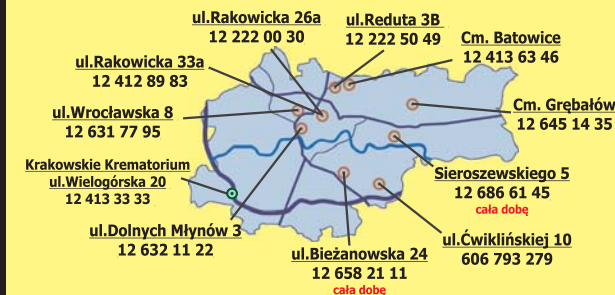 ul.Rakowicka 26a
12 222 00 30
ul.Reduta 3B
12 222 50 49
Cm. Batowice
12 413 63 46
ul.Rakowicka 33a
12 412 89 83
Cm. Grębałów
12 645 14 35
ul.Wrocławska 8
12 631 77 95
Krakowskie Krematorium
ul.Wielogórska 20
12 413 33 33
Sieroszewskiego 5
12 686 61 45
cała dobę
ul.Dolnych Młynów 3
12 632 11 22
ul.Bieżanowska 24
12 658 21 11
cała dobę
ul.Ćwiklińskiej 10
606 793 279